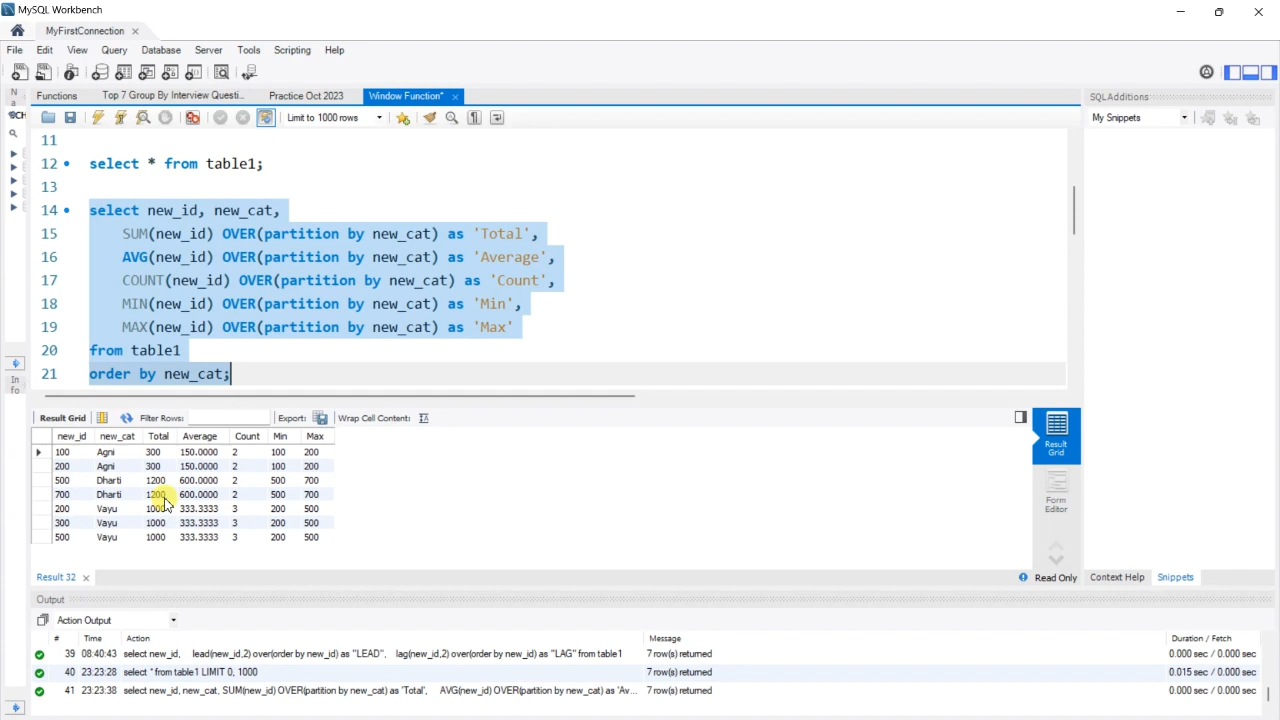 MySQL Workbench
MyFirstConnection
File Edit View Query Database Server Tools Scripting Help
Functions Top 7 Group By Interview Questi... Practice Oct 2023 Window Function* SQLAdditions
Limit to 1000 rows My Snippets
11
12 select * from table1;
13
14 select new_id, new_cat,
15 SUM(new_id) OVER(partition by new_cat) as 'Total',
16 AVG(new_id) OVER(partition by new_cat) as 'Average',
17 COUNT(new_id) OVER(partition by new_cat) as 'Count',
18 MIN(new_id) OVER(partition by new_cat) as 'Min',
19 MAX(new_id) OVER(partition by new_cat) as 'Max'
20 from table1
21 order by new_cat;
Result Grid Filter Rows: Export: Wrap Cell Content:
new_id new_cat Total Average Count Min Max
100 Agni 300 150.0000 2 100 200
200 Agni 300 150.0000 2 100 200
500 Dharti 1200 600.0000 2 500 700
700 Dharti 1200 600.0000 2 500 700
200 Vayu 1000 333.3333 3 200 500
300 Vayu 1000 333.3333 3 200 500
500 Vayu 1000 333.3333 3 200 500
Result Grid
Form Editor
Result 32 Read Only Context Help Snippets
Output
Action Output
# Time Action Message Duration / Fetch
39 08:40:43 select new_id, lead(new_id,2) over(order by new_id) as "LEAD", lag(new_id,2) over(order by new_id) as "LAG" from table1 7 row(s) returned 0.000 sec / 0.000 sec
40 23:23:28 select * from table1 LIMIT 0, 1000 7 row(s) returned 0.015 sec / 0.000 sec
41 23:23:38 select new_id, new_cat, SUM(new_id) OVER(partition by new_cat) as 'Total', AVG(new_id) OVER(partition by new_cat) as 'Av... 7 row(s) returned 0.000 sec / 0.000 sec